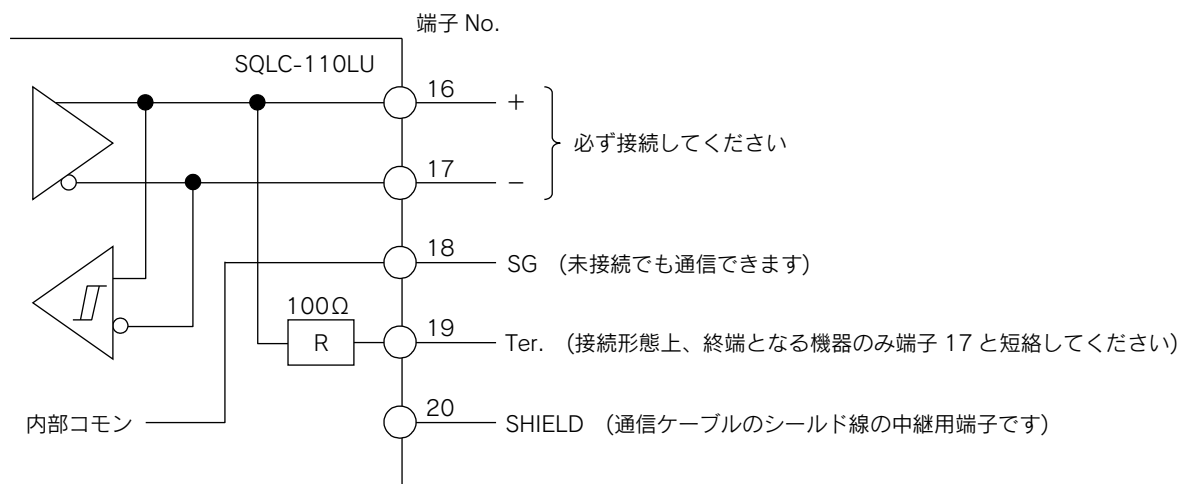 端子 No.
SQLC-110LU
16
+
必ず接続してください
17
−
18
SG (未接続でも通信できます)
100Ω
R
19
Ter. (接続形態上、終端となる機器のみ端子 17 と短絡してください)
内部コモン
20
SHIELD (通信ケーブルのシールド線の中継用端子です)